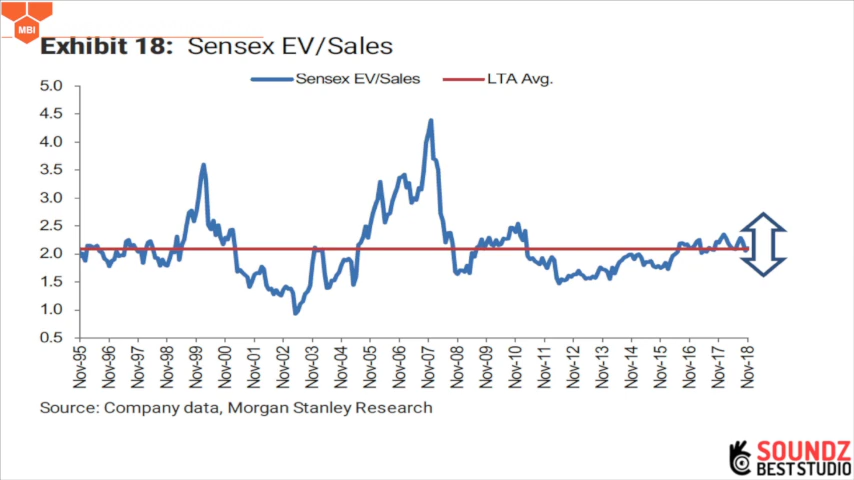 MBI
Exhibit 18: Sensex EV/Sales
Sensex EV/Sales LTA Avg.
5.0
4.5
4.0
3.5
3.0
2.5
2.0
1.5
1.0
0.5
Nov-95 Nov-96 Nov-97 Nov-98 Nov-99 Nov-00 Nov-01 Nov-02 Nov-03 Nov-04 Nov-05 Nov-06 Nov-07 Nov-08 Nov-09 Nov-10 Nov-11 Nov-12 Nov-13 Nov-14 Nov-15 Nov-16 Nov-17 Nov-18
Source: Company data, Morgan Stanley Research
SOUNDZ
BEST STUDIO